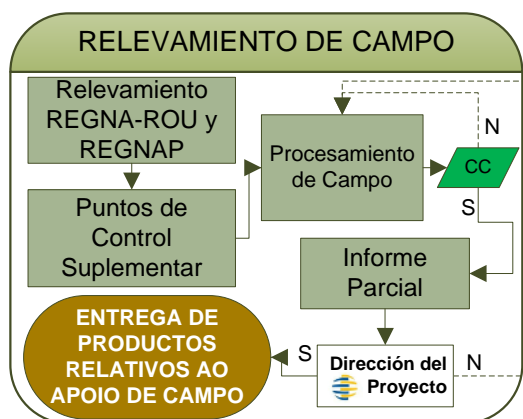 RELEVAMIENTO DE CAMPO
Relevamiento
REGNA-ROU y
REGNAP
Puntos de
Control
Suplementar
Procesamiento
de Campo
CC
N
S
Informe
Parcial
Dirección del
Proyecto
N
S
ENTREGA DE
PRODUCTOS
RELATIVOS AO
APOIO DE CAMPO